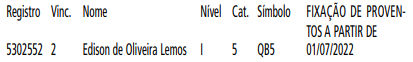 Registro Vinc. Nome Nível Cat. Símbolo FIXAÇÃO DE PROVEN-
TOS A PARTIR DE
5302552 2 Edison de Oliveira Lemos I 5 QB5 01/07/2022